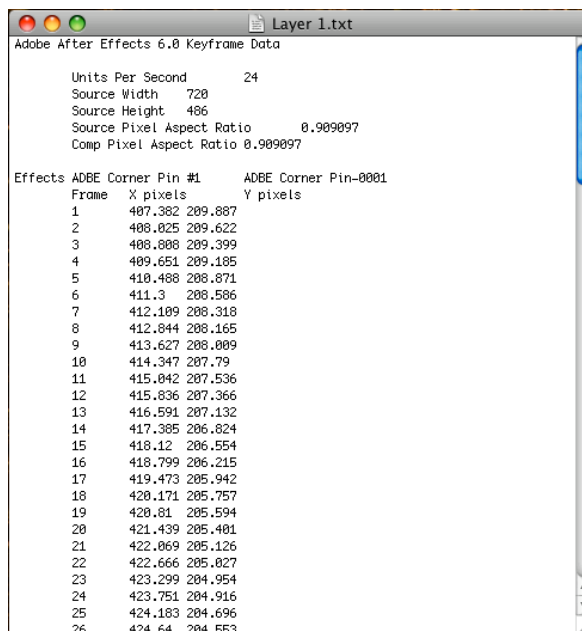 Layer 1.txt
Adobe After Effects 6.0 Keyframe Data
Units Per Second 24
Source Width 720
Source Height 486
Source Pixel Aspect Ratio 0.909097
Comp Pixel Aspect Ratio 0.909097
Effects ADBE Corner Pin #1 ADBE Corner Pin-0001
Frame X pixels Y pixels
1 407.382 209.887
2 408.025 209.622
3 408.808 209.399
4 409.651 209.185
5 410.488 208.871
6 411.3 208.586
7 412.109 208.318
8 412.844 208.165
9 413.627 208.009
10 414.347 207.79
11 415.042 207.536
12 415.836 207.366
13 416.591 207.132
14 417.385 206.824
15 418.12 206.554
16 418.799 206.215
17 419.473 205.942
18 420.171 205.757
19 420.81 205.594
20 421.439 205.401
21 422.069 205.126
22 422.666 205.027
23 423.299 204.954
24 423.751 204.916
25 424.183 204.696
26 424.64 204.553